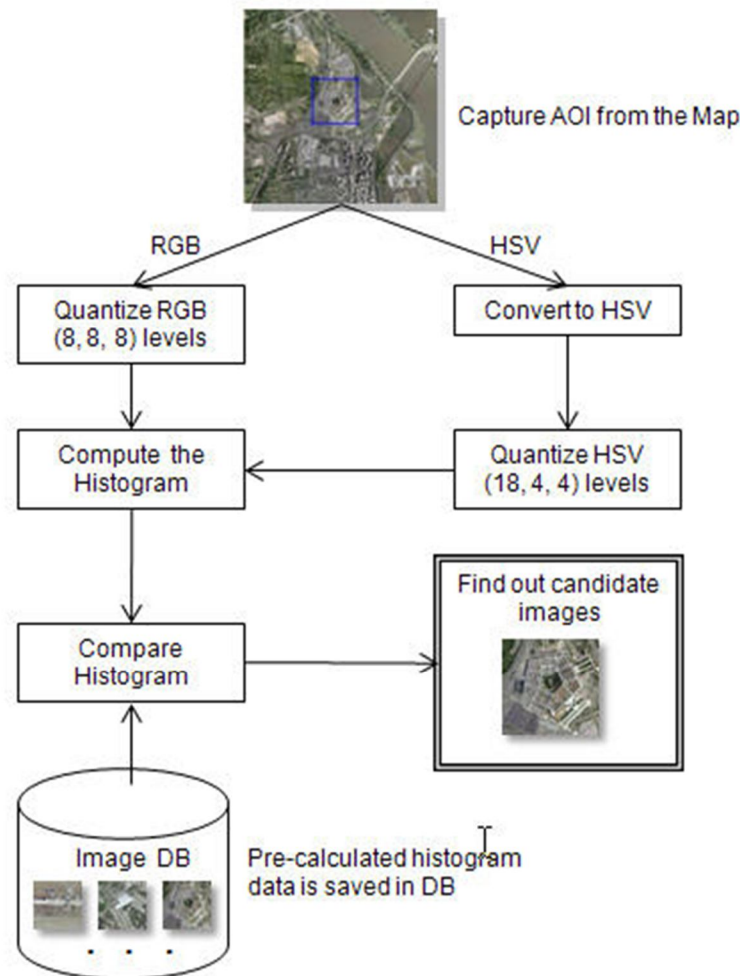 Capture AOI from the Map
RGB
HSV
Quantize RGB
(8, 8, 8) levels
Convert to HSV
Compute the
Histogram
Quantize HSV
(18, 4, 4) levels
Find out candidate
images
Compare
Histogram
Image DB
Pre-calculated histogram
data is saved in DB
. . .